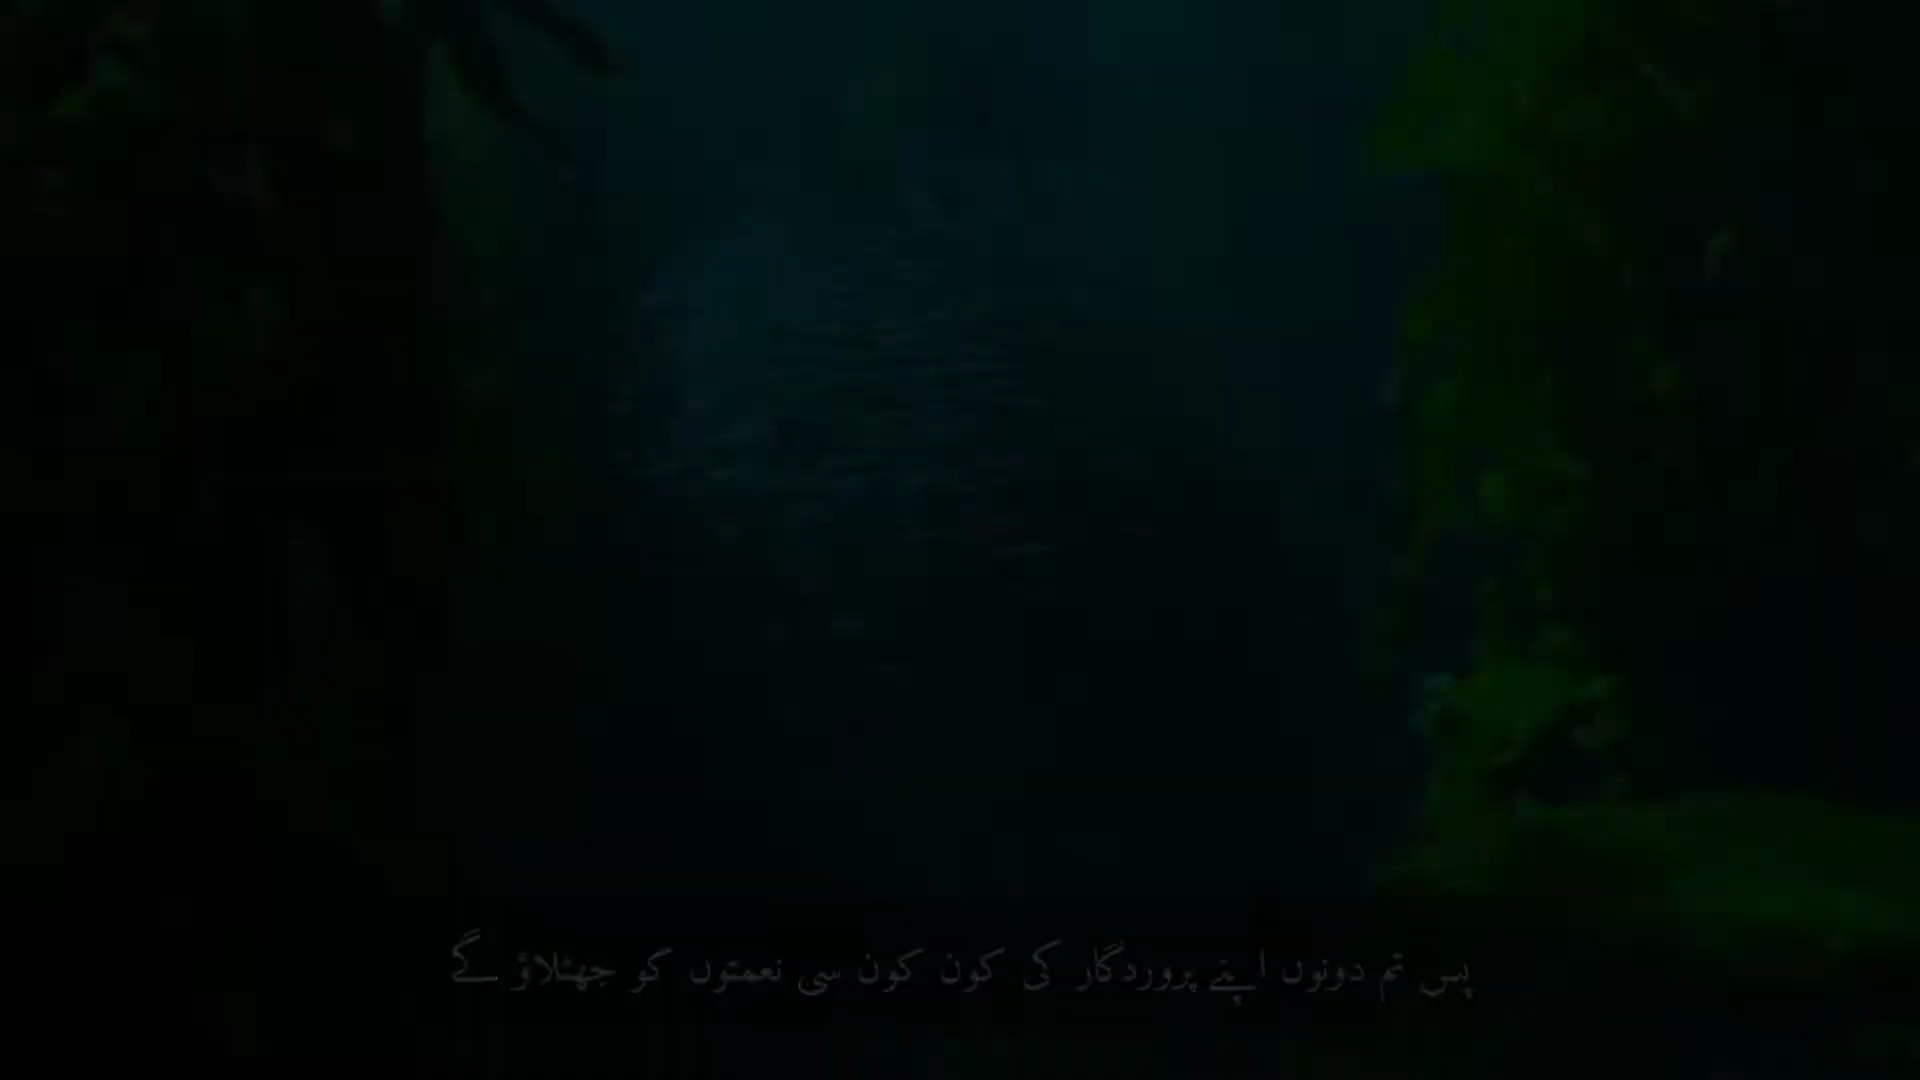 پس تم دونوں اپنے پروردگار کی کون کون سی نعمتوں کو جھٹلاؤ گے